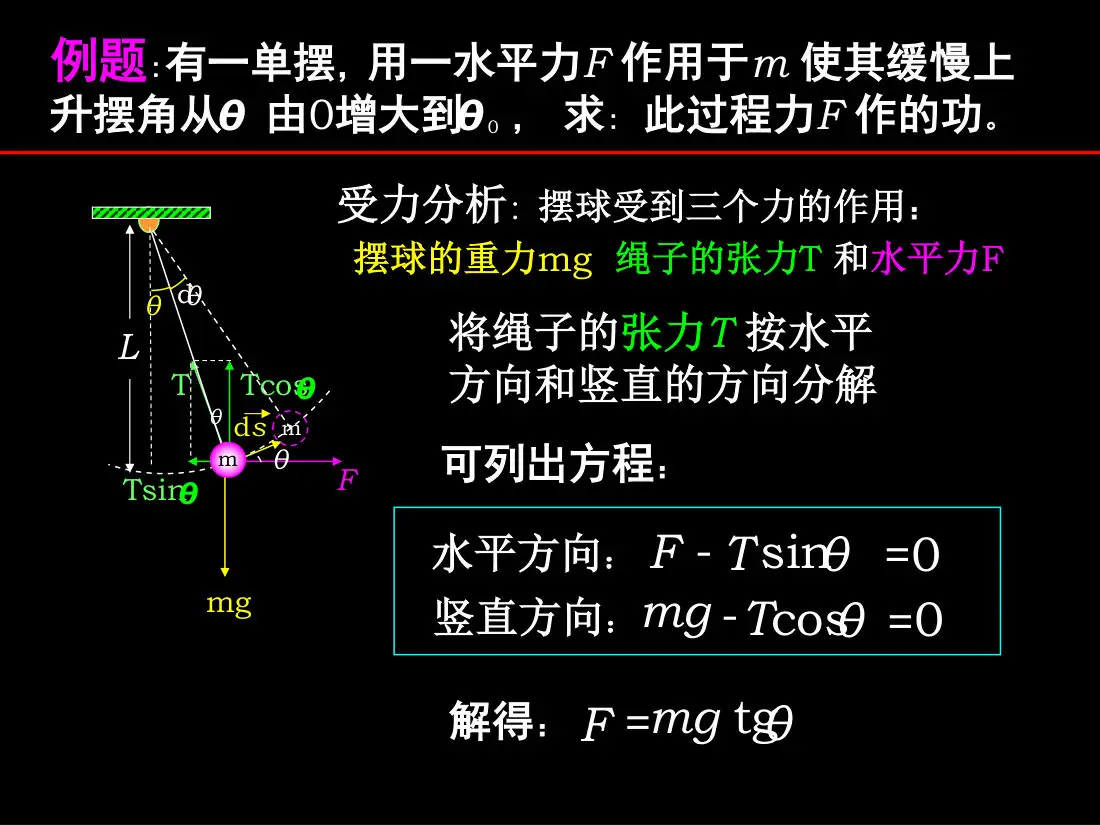 例题:有一单摆，用一水平力F 作用于m 使其缓慢上
升摆角从θ 由0增大到θ0 , 求：此过程力F 作的功。
受力分析：摆球受到三个力的作用：
摆球的重力mg 绳子的张力T 和水平力F
将绳子的张力T 按水平
方向和竖直的方向分解
可列出方程：
水平方向： F - Tsinθ =0
竖直方向：mg - Tcosθ =0
解得： F =mg tgθ
θ
dθ
L
T
Tcosθ
θ
ds
m
m
θ
F
Tsinθ
mg